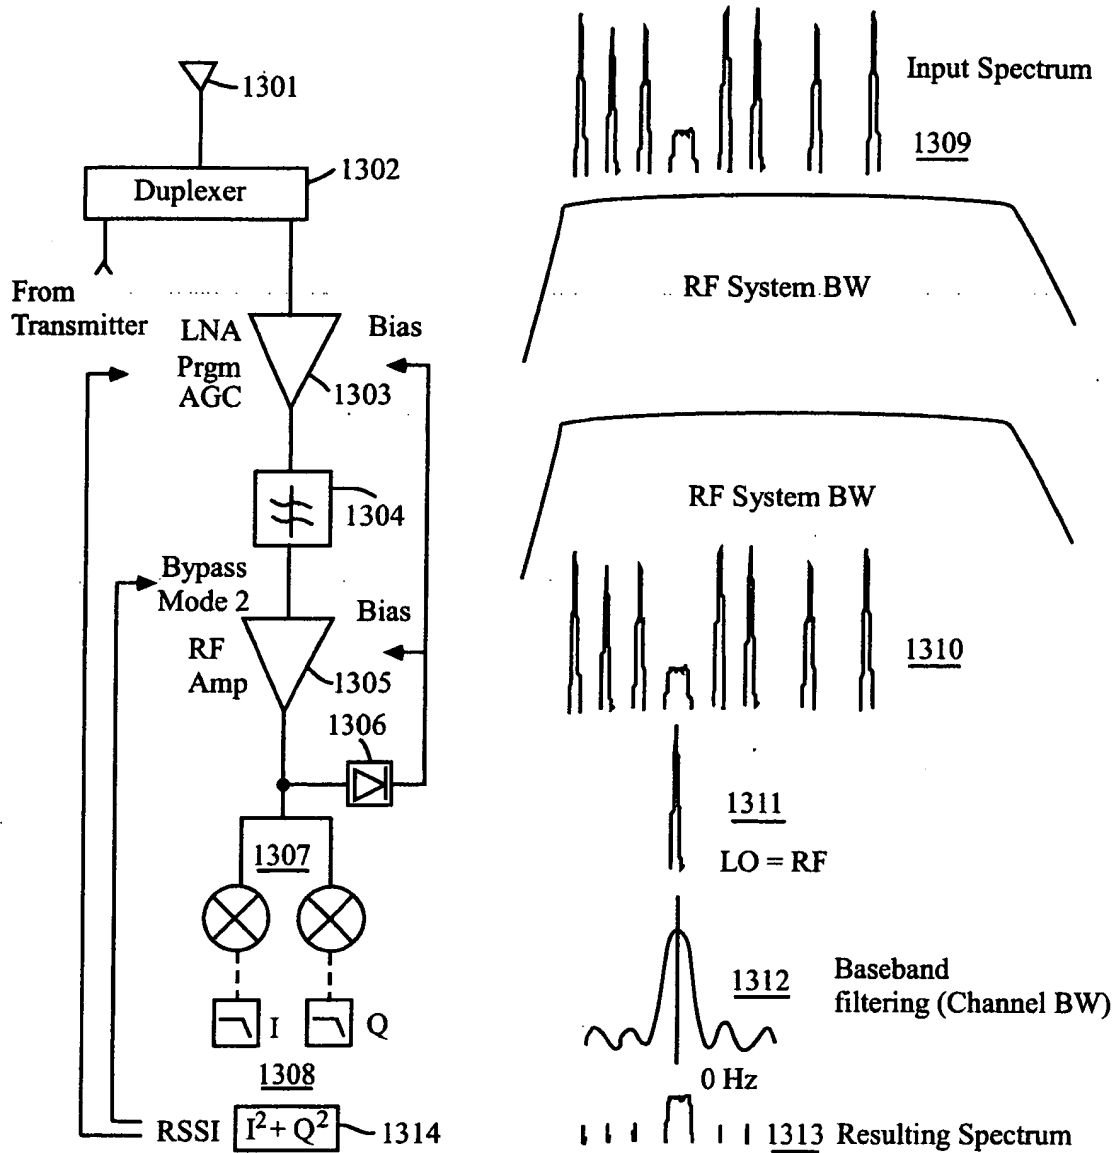 1301
1302
Duplexer
From
Transmitter
LNA
Prgm
AGC
Bias
1303
1304
Bypass
Mode 2
RF
Amp
Bias
1305
1306
1307
I
Q
1308
RSSI
I² + Q²
1314
Input Spectrum
1309
RF System BW
RF System BW
1310
1311
LO = RF
1312
Baseband
filtering (Channel BW)
0 Hz
1313 Resulting Spectrum